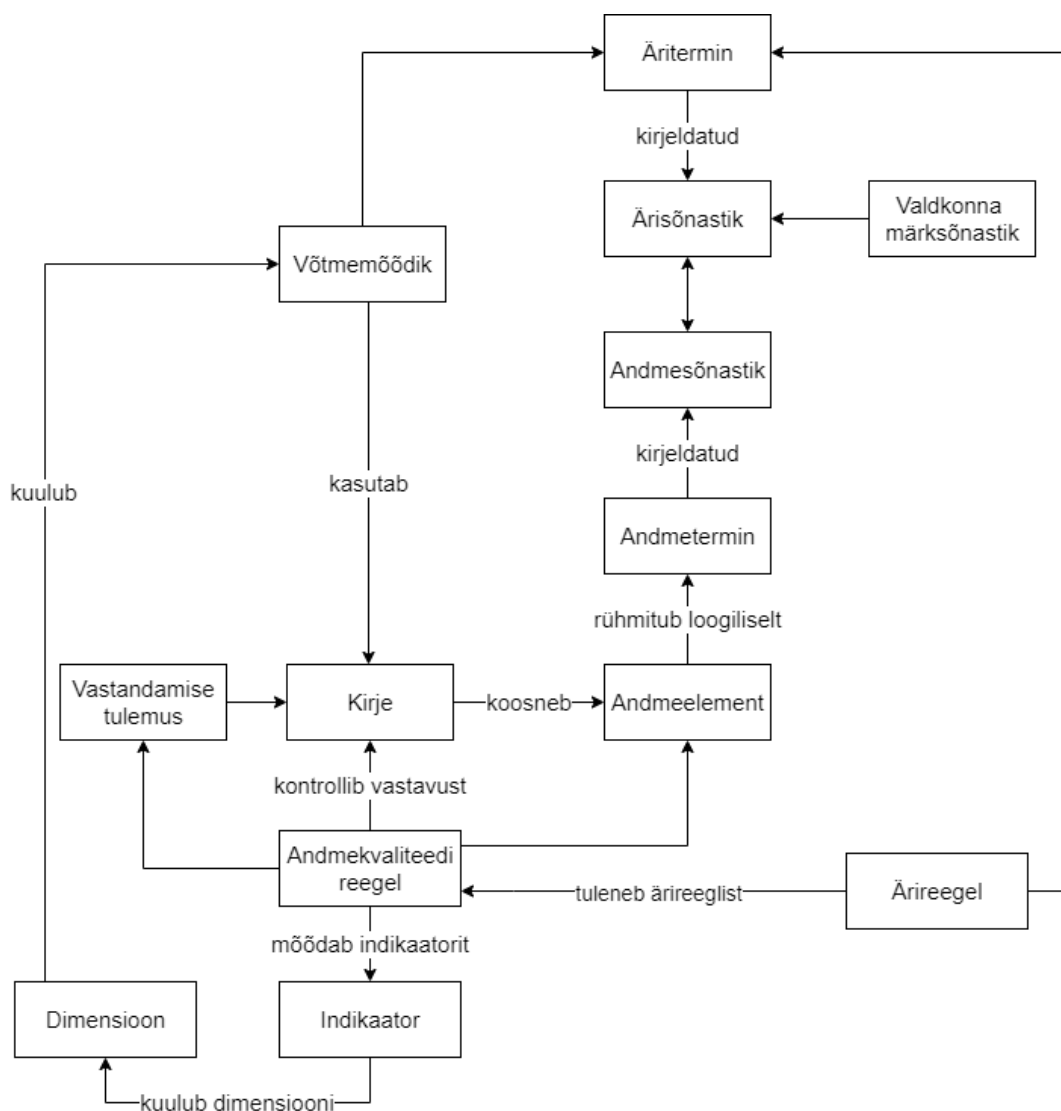 Äritermin
kirjeldatud
Ärisõnastik
Valdkonna
märksõnastik
Võtmemõõdik
Andmesõnastik
kirjeldatud
kuulub
kasutab
Andmetermin
rühmitub loogiliselt
Vastandamise
tulemus
Kirje
koosneb
Andmeelement
kontrollib vastavust
Andmekvaliteedi
reegel
tuleneb ärireeglist
Ärireegel
mõõdab indikaatorit
Dimensioon
Indikaator
kuulub dimensiooni